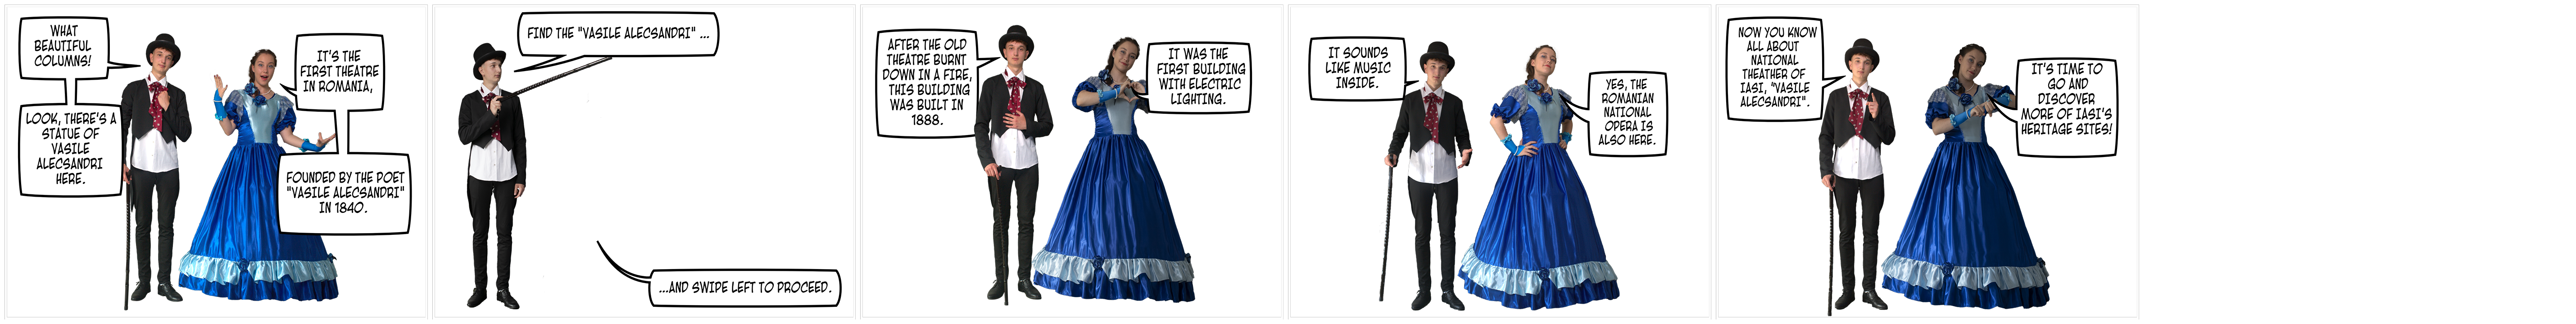 WHAT
BEAUTIFUL
COLUMNS!
LOOK, THERE'S A
STATUE OF
VASILE
ALECSANDRI
HERE.
IT'S THE
FIRST THEATRE
IN ROMANIA,
FOUNDED BY THE POET
"VASILE ALECSANDRI"
IN 1840.
FIND THE "VASILE ALECSANDRI" ...
...AND SWIPE LEFT TO PROCEED.
AFTER THE OLD
THEATRE BURNT
DOWN IN A FIRE,
THIS BUILDING
WAS BUILT IN
1888.
IT WAS THE
FIRST BUILDING
WITH ELECTRIC
LIGHTING.
IT SOUNDS
LIKE MUSIC
INSIDE.
YES, THE
ROMANIAN
NATIONAL
OPERA IS
ALSO HERE.
NOW YOU KNOW
ALL ABOUT
NATIONAL
THEATHER OF
IASI, "VASILE
ALECSANDRI".
IT'S TIME TO
GO AND
DISCOVER
MORE OF IASI'S
HERITAGE SITES!